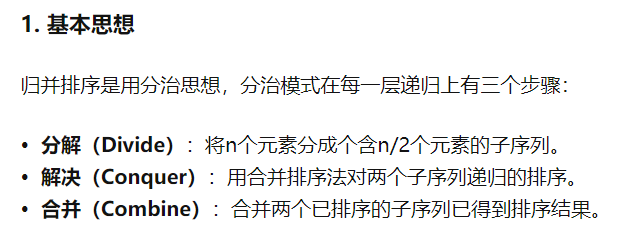 1. 基本思想
归并排序是用分治思想，分治模式在每一层递归上有三个步骤：
• 分解（Divide）：将n个元素分成个含n/2个元素的子序列。
• 解决（Conquer）：用合并排序法对两个子序列递归的排序。
• 合并（Combine）：合并两个已排序的子序列已得到排序结果。